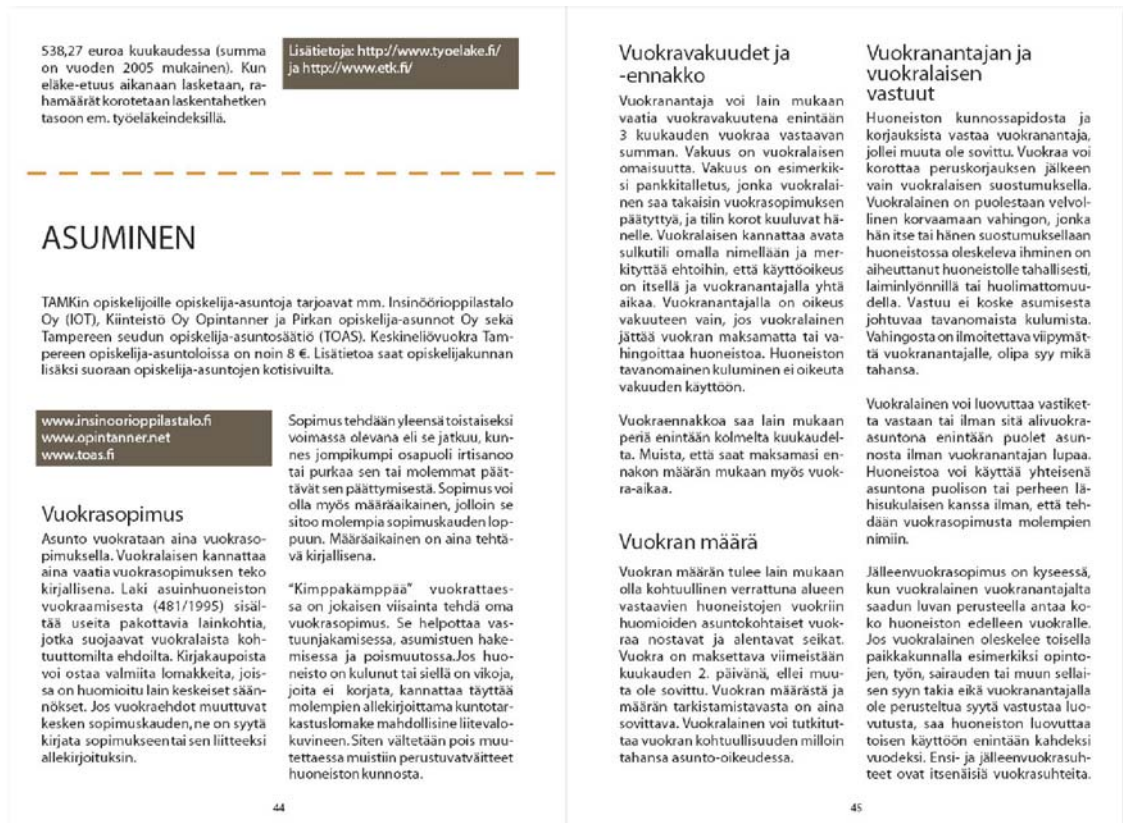 538,27 euroa kuukaudessa (summa
on vuoden 2005 mukainen). Kun
eläke-etuus aikanaan lasketaan, ra-
hamäärät korotetaan laskentahetken
tasoon em. työeläkeindeksillä.
Lisätietoja: http://www.tyoelake.fi/
ja http://www.etk.fi/
ASUMINEN
TAMKin opiskelijoille opiskelija-asuntoja tarjoavat mm. Insinöörioppilastalo
Oy (IOT), Kiinteistö Oy Opintanner ja Pirkan opiskelija-asunnot Oy sekä
Tampereen seudun opiskelija-asuntosäätiö (TOAS). Keskineliövuokra Tam-
pereen opiskelija-asuntoloissa on noin 8 €. Lisätietoa saat opiskelijakunnan
lisäksi suoraan opiskelija-asuntojen kotisivuilta.
www.insinoorioppilastalo.fi
www.opintanner.net
www.toas.fi
Vuokrasopimus
Asunto vuokrataan aina vuokraso-
pimuksella. Vuokralaisen kannattaa
aina vaatia vuokrasopimuksen teko
kirjallisena. Laki asuinhuoneiston
vuokraamisesta (481/1995) sisäl-
tää useita pakottavia lainkohtia,
jotka suojaavat vuokralaista koh-
tuuttomilta ehdoilta. Kirjakaupoista
voi ostaa valmiita lomakkeita, jois-
sa on huomioitu lain keskeiset sään-
nökset. Jos vuokraehdot muuttuvat
kesken sopimuskauden, ne on syytä
kirjata sopimukseen tai sen liitteeksi
allekirjoituksin.
Sopimus tehdään yleensä toistaiseksi
voimassa olevana eli se jatkuu, kun-
nes jompikumpi osapuoli irtisanoo
tai purkaa sen tai molemmat päät-
tävät sen päättymisestä. Sopimus voi
olla myös määräaikainen, jolloin se
sitoo molempia sopimuskauden lop-
puun. Määräaikainen on aina tehtä-
vä kirjallisena.
"Kimppakämppää" vuokrattaes-
sa on jokaisen viisainta tehdä oma
vuokrasopimus. Se helpottaa vas-
tuunjakamisessa, asumistuen hake-
misessa ja poismuutossa.Jos huo-
neisto on kulunut tai siellä on vikoja,
joita ei korjata, kannattaa täyttää
molempien allekirjoittama kuntotar-
kastuslomake mahdollisine liitevalo-
kuvineen. Siten vältetään pois muu-
tettaessa muistiin perustuvatväitteet
huoneiston kunnosta.
44
Vuokravakuudet ja
-ennakko
Vuokranantaja voi lain mukaan
vaatia vuokravakuutena enintään
3 kuukauden vuokraa vastaavan
summan. Vakuus on vuokralaisen
omaisuutta. Vakuus on esimerkik-
si pankkitalletus, jonka vuokralai-
nen saa takaisin vuokrasopimuksen
päätyttyä, ja tilin korot kuuluvat hä-
nelle. Vuokralaisen kannattaa avata
sulkutili omalla nimellään ja mer-
kityttää ehtoihin, että käyttöoikeus
on itsellä ja vuokranantajalla yhtä
aikaa. Vuokranantajalla on oikeus
vakuuteen vain, jos vuokralainen
jättää vuokran maksamatta tai va-
hingoittaa huoneistoa. Huoneiston
tavanomainen kuluminen ei oikeuta
vakuuden käyttöön.
Vuokraennakkoa saa lain mukaan
periä enintään kolmelta kuukaudel-
ta. Muista, että saat maksamasi en-
nakon määrän mukaan myös vuok-
ra-aikaa.
Vuokran määrä
Vuokran määrän tulee lain mukaan
olla kohtuullinen verrattuna alueen
vastaavien huoneistojen vuokriin
huomioiden asuntokohtaiset vuok-
raa nostavat ja alentavat seikat.
Vuokra on maksettava viimeistään
kuukauden 2. päivänä, ellei muu-
ta ole sovittu. Vuokran määrästä ja
määrän tarkistamistavasta on aina
sovittava. Vuokralainen voi tutkitut-
taa vuokran kohtuullisuuden milloin
tahansa asunto-oikeudessa.
Vuokranantajan ja
vuokralaisen
vastuut
Huoneiston kunnossapidosta ja
korjauksista vastaa vuokranantaja,
jollei muuta ole sovittu. Vuokraa voi
korottaa peruskorjauksen jälkeen
vain vuokralaisen suostumuksella.
Vuokralainen on puolestaan velvol-
linen korvaamaan vahingon, jonka
hän itse tai hänen suostumuksellaan
huoneistossa oleskeleva ihminen on
aiheuttanut huoneistolle tahallisesti,
laiminlyönnillä tai huolimattomuu-
della. Vastuu ei koske asumisesta
johtuvaa tavanomaista kulumista.
Vahingosta on ilmoitettava viipymät-
tä vuokranantajalle, olipa syy mikä
tahansa.
Vuokralainen voi luovuttaa vastiket-
ta vastaan tai ilman sitä alivuokra-
asuntona enintään puolet asun-
nosta ilman vuokranantajan lupaa.
Huoneistoa voi käyttää yhteisenä
asuntona puolison tai perheen lä-
hisukulaisen kanssa ilman, että teh-
dään vuokrasopimusta molempien
nimiin.
Jälleenvuokrasopimus on kyseessä,
kun vuokralainen vuokranantajalta
saadun luvan perusteella antaa ko-
ko huoneiston edelleen vuokralle.
Jos vuokralainen oleskelee toisella
paikkakunnalla esimerkiksi opinto-
jen, työn, sairauden tai muun sellai-
sen syyn takia eikä vuokranantajalla
ole perusteltua syytä vastustaa luo-
vutusta, saa huoneiston luovuttaa
toisen käyttöön enintään kahdeksi
vuodeksi. Ensi- ja jälleenvuokrasuh-
teet ovat itsenäisiä vuokrasuhteita.
45